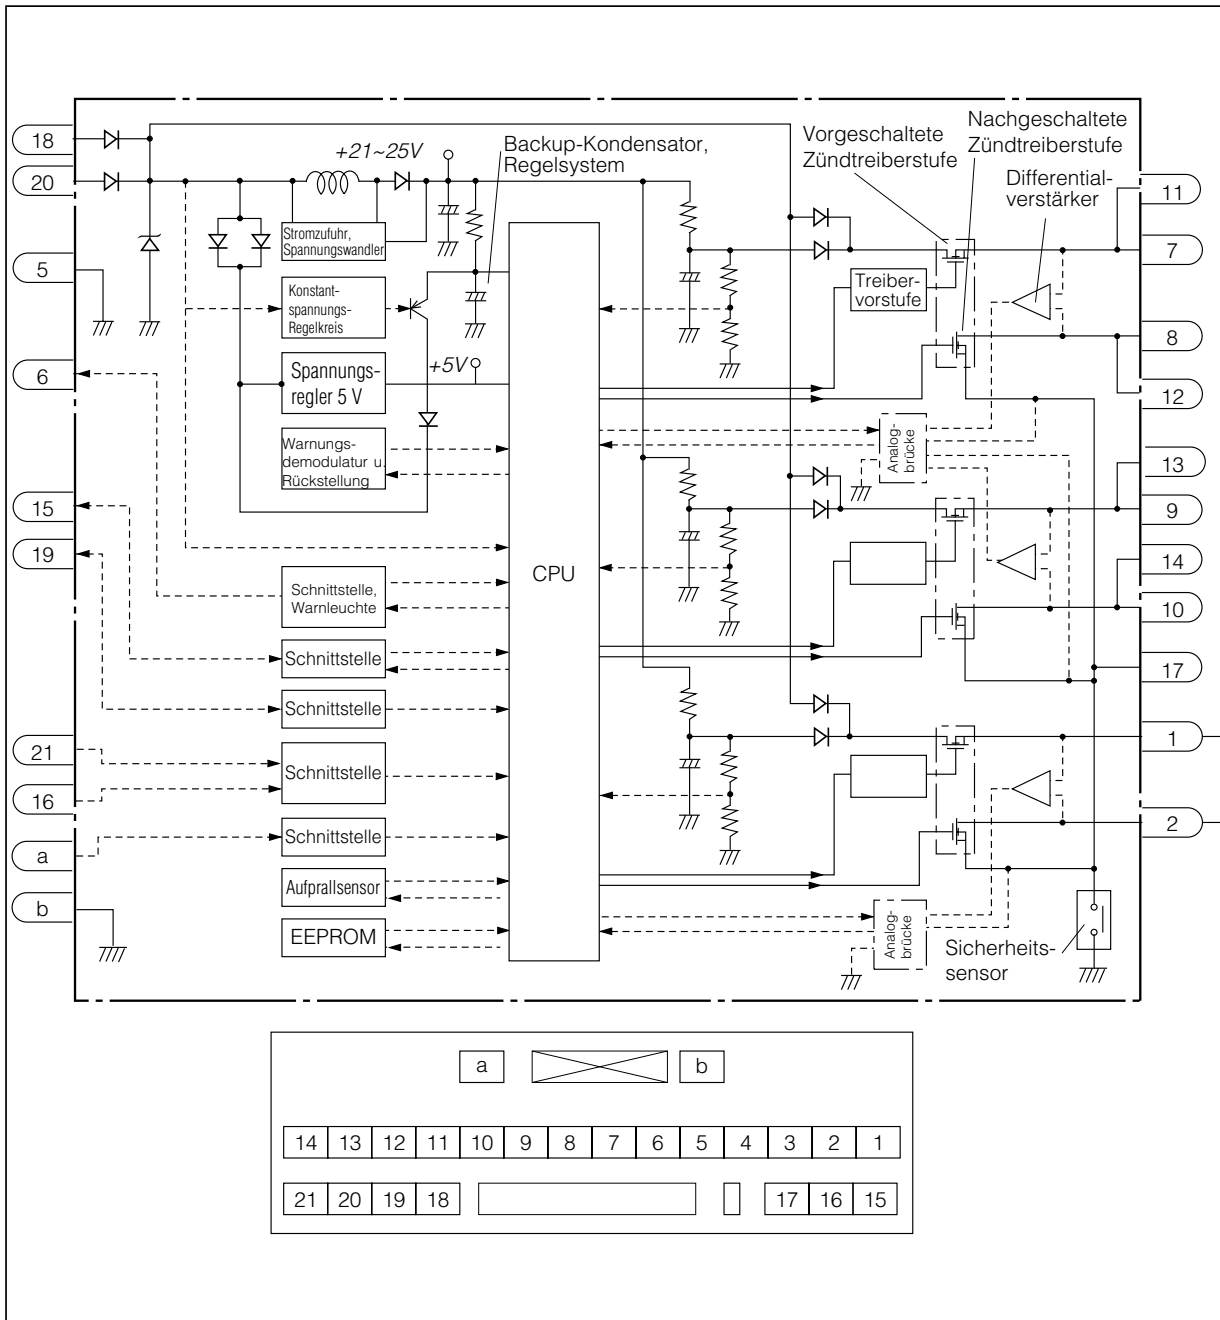 18
20
5
6
15
19
21
16
a
b
+21~25V
Backup-Kondensator,
Regelsystem
Stromzufuhr,
Spannungswandler
Konstant-
spannungs-
Regelkreis
+5V
Spannungs-
regler 5 V
Warnungs-
demodulatur u.
Rückstellung
Schnittstelle,
Warnleuchte
Schnittstelle
Schnittstelle
Schnittstelle
Schnittstelle
Aufprallsensor
EEPROM
CPU
Vorgeschaltete
Zündtreiberstufe
Nachgeschaltete
Zündtreiberstufe
Differential-
verstärker
Treiber-
vorstufe
Analog-
brücke
Analog-
brücke
Sicherheits-
sensor
11
7
8
12
13
9
14
10
17
1
2
a b
14 13 12 11 10 9 8 7 6 5 4 3 2 1
21 20 19 18 17 16 15